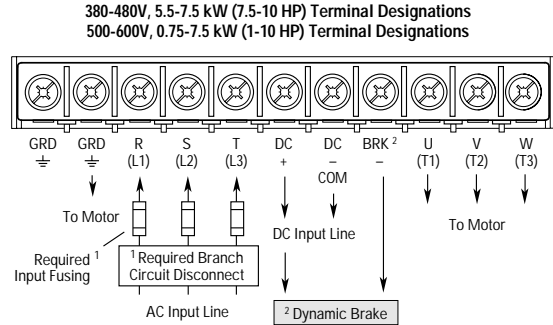 380-480V, 5.5-7.5 kW (7.5-10 HP) Terminal Designations
500-600V, 0.75-7.5 kW (1-10 HP) Terminal Designations
GRD GRD R S T DC DC BRK 2 U V W
(L1) (L2) (L3) + – – (T1) (T2) (T3)
COM
To Motor
To Motor
DC Input Line
Required 1
Input Fusing
1 Required Branch
Circuit Disconnect
AC Input Line
2 Dynamic Brake